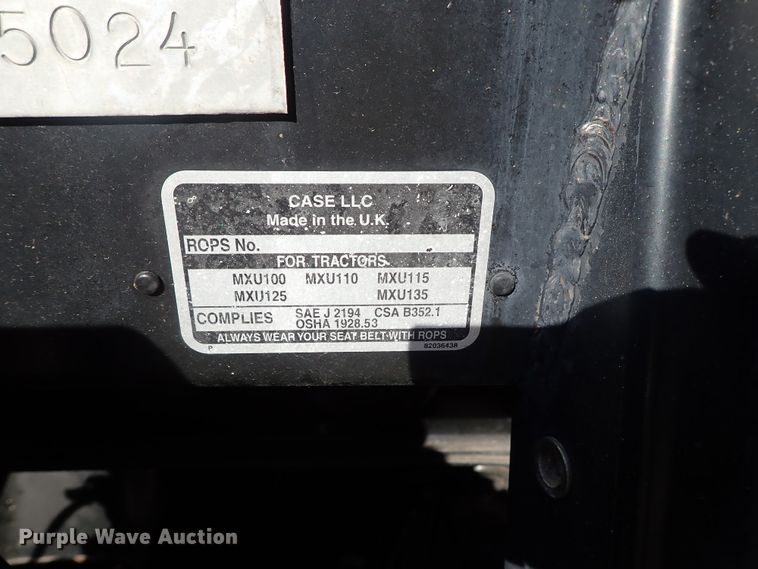 5024
CASE LLC
Made in the U.K.
ROPS No.
FOR TRACTORS
MXU100 MXU110 MXU115
MXU125 MXU135
COMPLIES SAE J 2194 CSA B352.1
OSHA 1928.53
ALWAYS WEAR YOUR SEAT BELT WITH ROPS
P 82036438
Purple Wave Auction